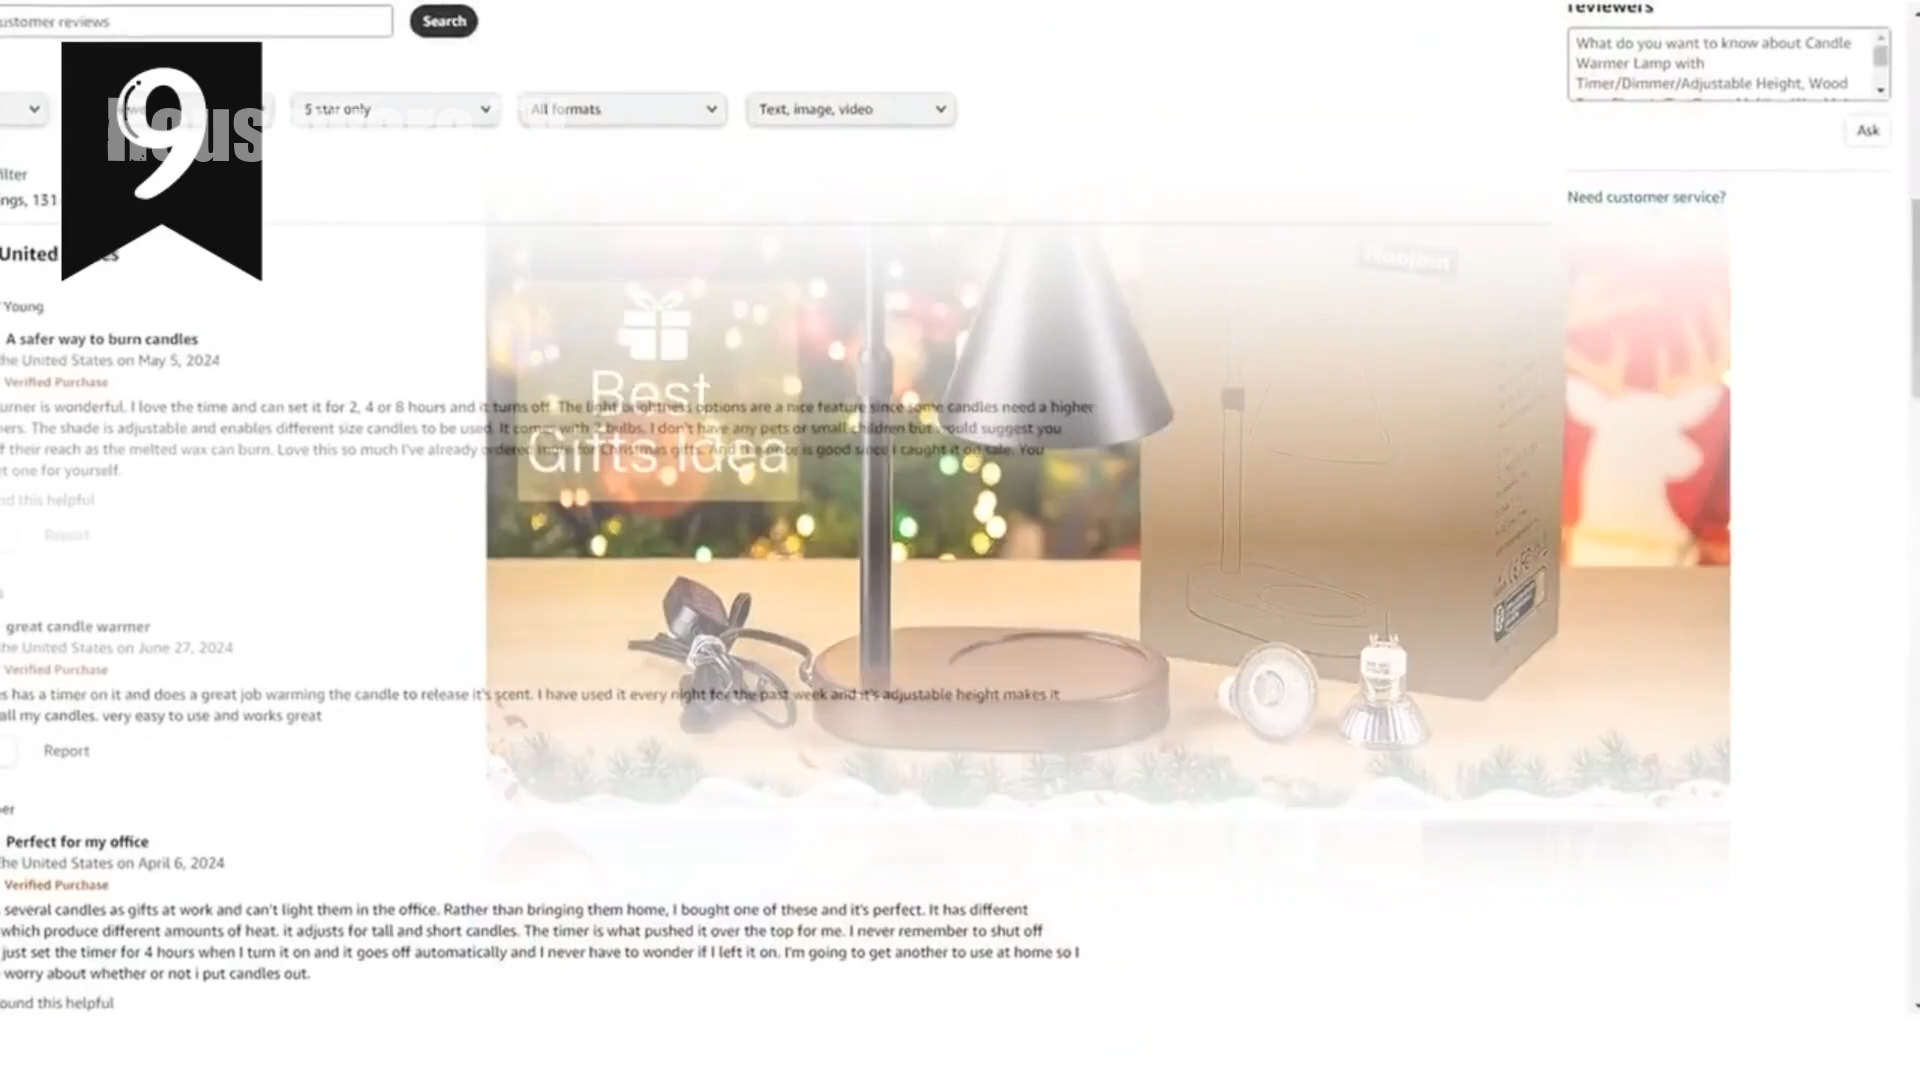 ustomer reviews
Search
reviewers
What do you want to know about Candle
Warmer Lamp with
Timer/Dimmer/Adjustable Height, Wood
Ask
Need customer service?
9
5 star only
All formats
Text, image, video
ilter
ngs, 131
United
Young
A safer way to burn candles
he United States on May 5, 2024
Verified Purchase
urner is wonderful. I love the time and can set it for 2, 4 or 8 hours and it turns off. The light brightness options are a nice feature since some candles need a higher
ers. The shade is adjustable and enables different size candles to be used. It comes with 2 bulbs. I don't have any pets or small children but would suggest you
f their reach as the melted wax can burn. Love this so much I've already ordered more for Christmas gifts. And the price is good since I caught it on sale. You
t one for yourself.
nd this helpful
Report
Best
Gifts Idea
great candle warmer
he United States on June 27, 2024
Verified Purchase
s has a timer on it and does a great job warming the candle to release it's scent. I have used it every night for the past week and it's adjustable height makes it
all my candles. very easy to use and works great
Report
er
Perfect for my office
he United States on April 6, 2024
Verified Purchase
several candles as gifts at work and can't light them in the office. Rather than bringing them home, I bought one of these and it's perfect. It has different
which produce different amounts of heat. it adjusts for tall and short candles. The timer is what pushed it over the top for me. I never remember to shut off
just set the timer for 4 hours when I turn it on and it goes off automatically and I never have to wonder if I left it on. I'm going to get another to use at home so I
worry about whether or not i put candles out.
ound this helpful